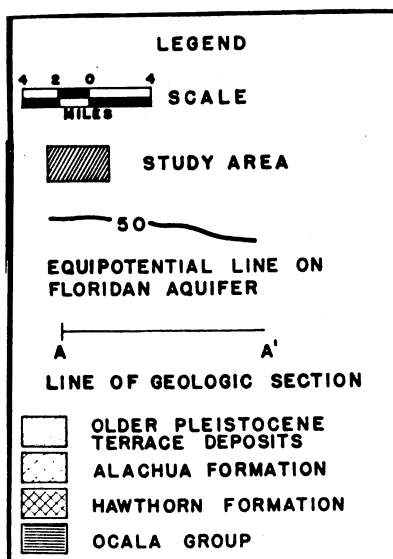 LEGEND
4 2 0 4
SCALE
MILES
STUDY AREA
50
EQUIPOTENTIAL LINE ON
FLORIDAN AQUIFER
A A'
LINE OF GEOLOGIC SECTION
OLDER PLEISTOCENE
TERRACE DEPOSITS
ALACHUA FORMATION
HAWTHORN FORMATION
OCALA GROUP